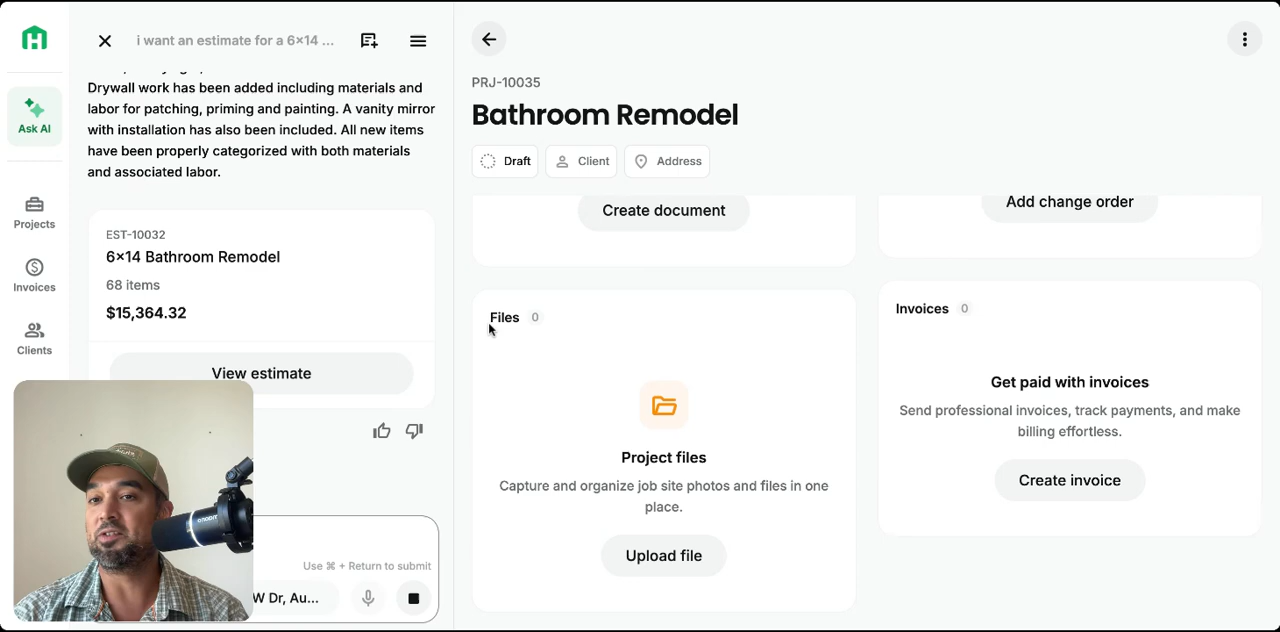 i want an estimate for a 6x14 ...
Ask AI
Projects
Invoices
Clients
Drywall work has been added including materials and
labor for patching, priming and painting. A vanity mirror
with installation has also been included. All new items
have been properly categorized with both materials
and associated labor.
EST-10032
6x14 Bathroom Remodel
68 items
$15,364.32
View estimate
Use ⌘ + Return to submit
W Dr, Au...
PRJ-10035
Bathroom Remodel
Draft
Client
Address
Create document
Add change order
Files 0
Project files
Capture and organize job site photos and files in one
place.
Upload file
Invoices 0
Get paid with invoices
Send professional invoices, track payments, and make
billing effortless.
Create invoice